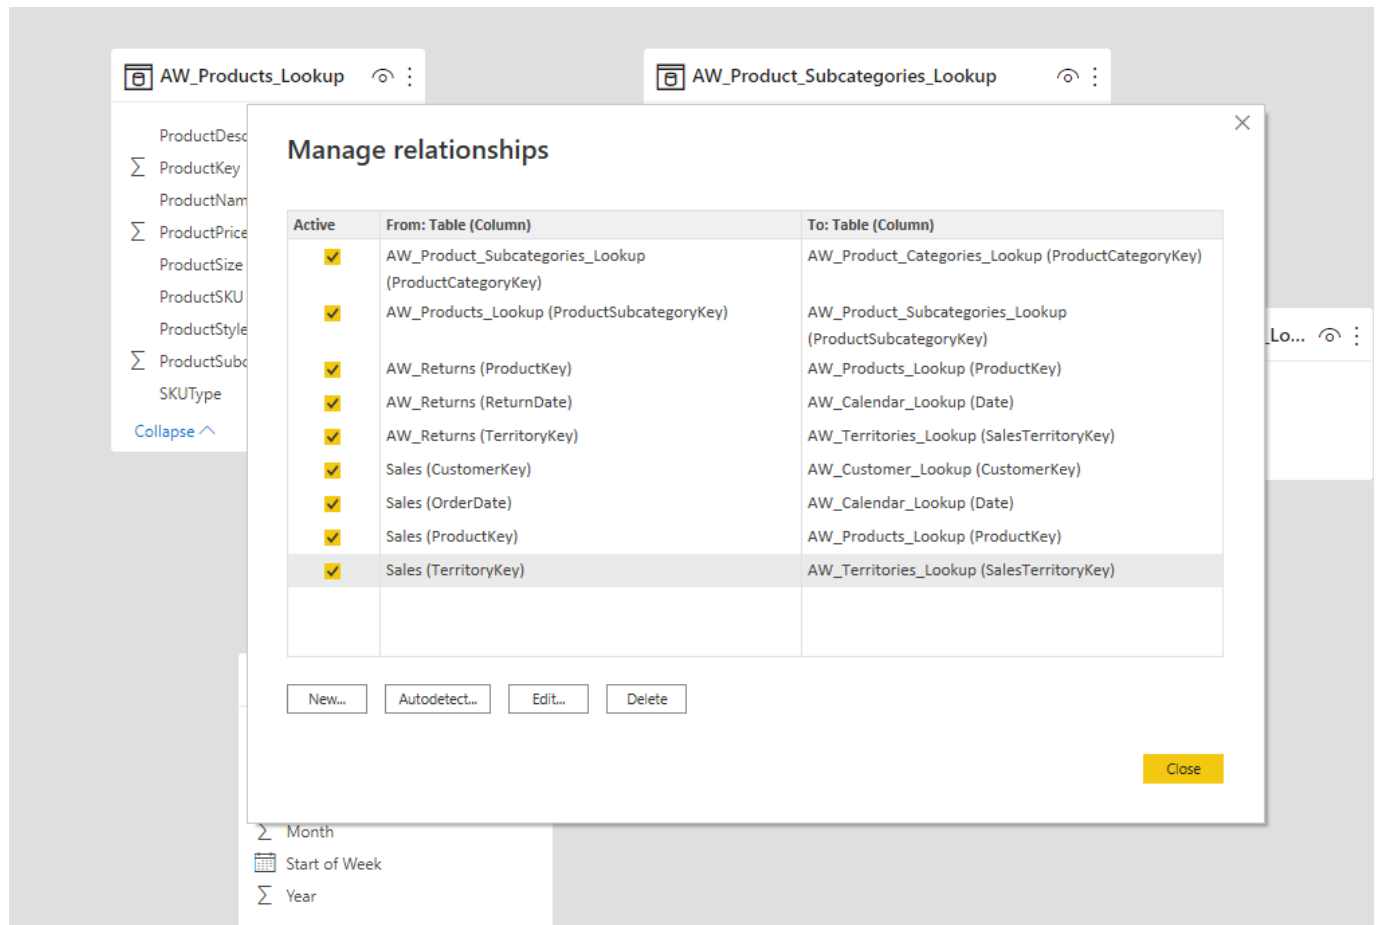 AW_Products_Lookup
AW_Product_Subcategories_Lookup
ProductDesc
ProductKey
ProductNam
ProductPrice
ProductSize
ProductSKU
ProductStyle
ProductSubc
SKUType
Collapse
Manage relationships
Active From: Table (Column) To: Table (Column)
AW_Product_Subcategories_Lookup AW_Product_Categories_Lookup (ProductCategoryKey)
(ProductCategoryKey)
AW_Products_Lookup (ProductSubcategoryKey) AW_Product_Subcategories_Lookup
(ProductSubcategoryKey)
AW_Returns (ProductKey) AW_Products_Lookup (ProductKey)
AW_Returns (ReturnDate) AW_Calendar_Lookup (Date)
AW_Returns (TerritoryKey) AW_Territories_Lookup (SalesTerritoryKey)
Sales (CustomerKey) AW_Customer_Lookup (CustomerKey)
Sales (OrderDate) AW_Calendar_Lookup (Date)
Sales (ProductKey) AW_Products_Lookup (ProductKey)
Sales (TerritoryKey) AW_Territories_Lookup (SalesTerritoryKey)
New... Autodetect... Edit... Delete
Close
_Lo...
Month
Start of Week
Year